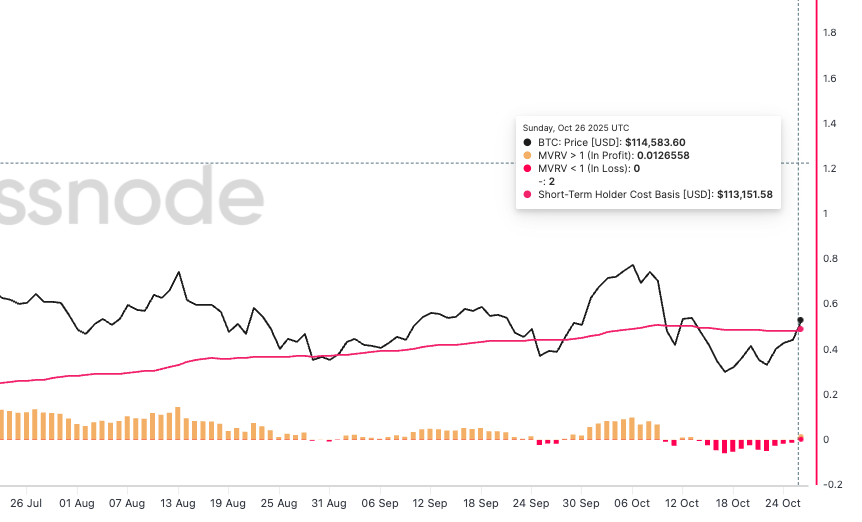 1.8
1.6
1.4
Sunday, Oct 26 2025 UTC
BTC: Price [USD]: $114,583.60
MVRV > 1 (In Profit): 0.0126558
MVRV < 1 (In Loss): 0
-: 2
Short-Term Holder Cost Basis [USD]: $113,151.58
1.2
ssnode
1
0.8
0.6
0.4
0.2
0
-0.2
26 Jul 01 Aug 07 Aug 13 Aug 19 Aug 25 Aug 31 Aug 06 Sep 12 Sep 18 Sep 24 Sep 30 Sep 06 Oct 12 Oct 18 Oct 24 Oct